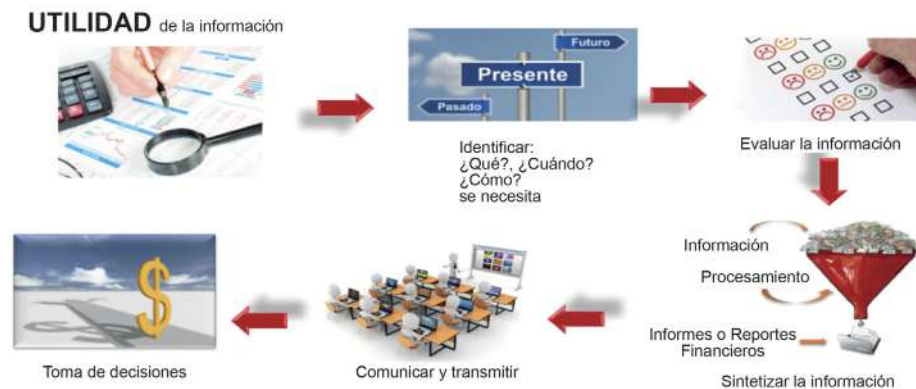 UTILIDAD de la información
Futuro
Presente
Pasado
Identificar:
¿Qué?, ¿Cuándo?
¿Cómo?
se necesita
Evaluar la información
Información
Procesamiento
Informes o Reportes
Financieros
Sintetizar la información
Comunicar y transmitir
Toma de decisiones